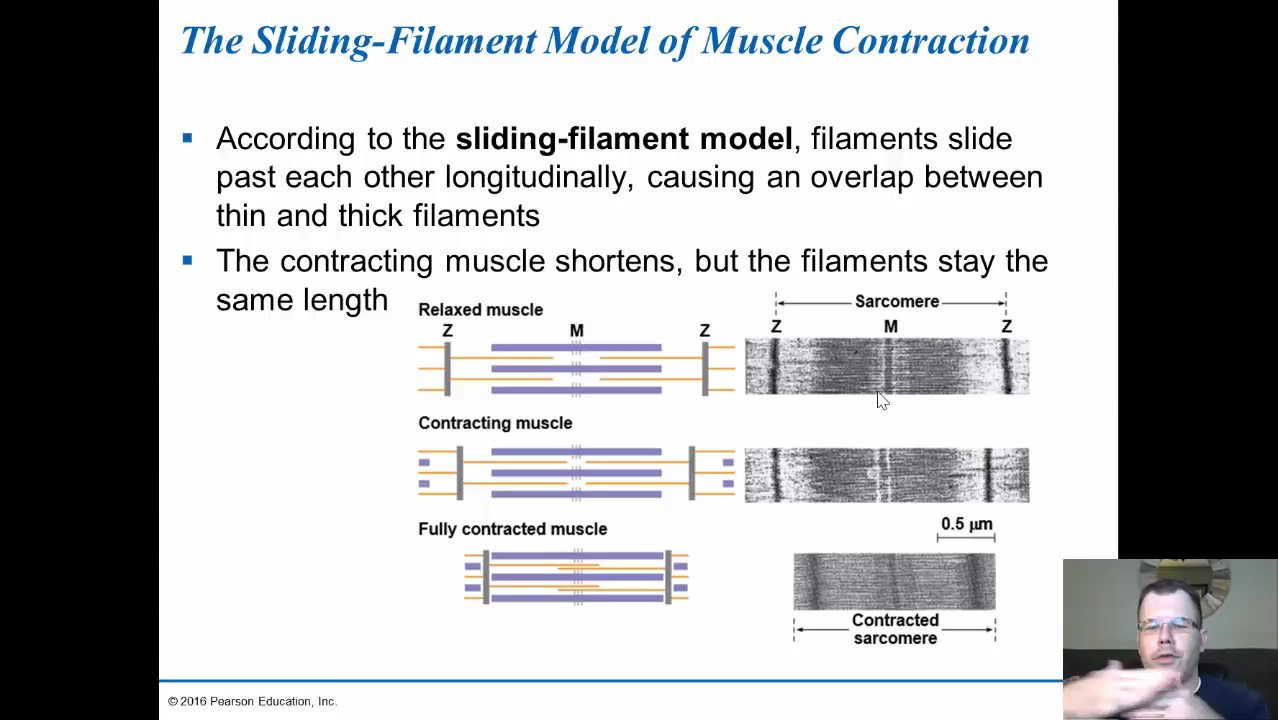 The Sliding-Filament Model of Muscle Contraction
▪ According to the sliding-filament model, filaments slide
past each other longitudinally, causing an overlap between
thin and thick filaments
▪ The contracting muscle shortens, but the filaments stay the
same length
Relaxed muscle
Z M Z
Sarcomere
Z M Z
Contracting muscle
Fully contracted muscle
0.5 µm
Contracted
sarcomere
© 2016 Pearson Education, Inc.